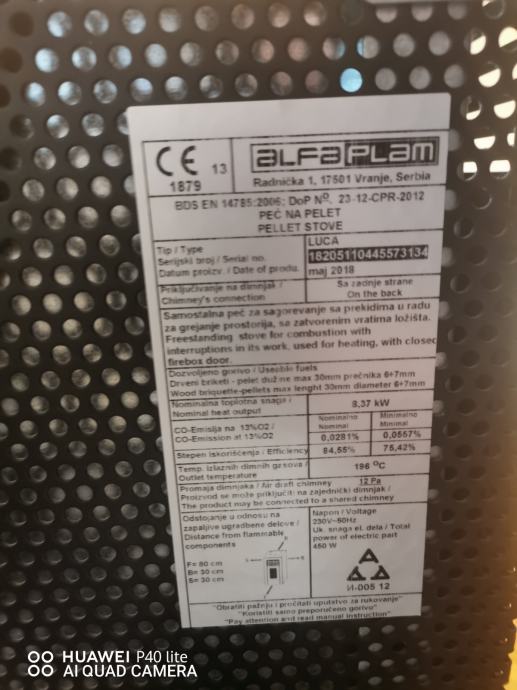 CE 13
1879
ALFA PLAM
Radnička 1, 17501 Vranje, Serbia
BDS EN 14785:2006; DoP Nº. 23-12-CPR-2012
PEĆ NA PELET
PELLET STOVE
Tip / Type LUCA
Serijski broj / Serial no. 18205110445573134
Datum proizv. / Date of produ. maj 2018
Priključivanje na dimnjak / Sa zadnje strane
Chimney's connection On the back
Samostalna peć za sagorevanje sa prekidima u radu
za grejanje prostorija, sa zatvorenim vratima ložišta.
Freestanding stove for combustion with
interruptions in its work, used for heating, with closed
firebox door.
Dozvoljeno gorivo / Useoblo fuels
Drveni briketi - pelet dužine max 30mm prečnika 6÷7mm
Wood briquette-pellets max lenght 30mm diameter 6÷7mm
Nominalna toplotna snaga / 8,37 kW
Nominal heat output
Nominalno Minimalno
Nominal Minimal
CO-Emisija na 13%O2 / 0,0281% 0,0557%
CO-Emission at 13%O2
Stepen iskorišćenja / Efficiency 84,55% 75,42%
Temp. izlaznih dimnih gasova / 196 ºC
Outlet temperature
Promaja dimnjaka / Air draft chimney 12 Pa
Proizvod se može priključiti na zajednički dimnjak /
The product may be connected to a shared chimney
Odstojanje u odnosu na
zapaljive ugradbene delove /
Distance from flammable
components
F= 80 cm
B= 30 cm
S= 30 cm
Napon / Voltage
230V~50Hz
Uk. snaga el. dela / Total
power of electric part
450 W
И-005 12
"Obratiti pažnju i pročitati uputstvo za rukovanje"
"Koristiti samo preporučeno gorivo"
"Pay attention and read manual instruction"
HUAWEI P40 lite
AI QUAD CAMERA